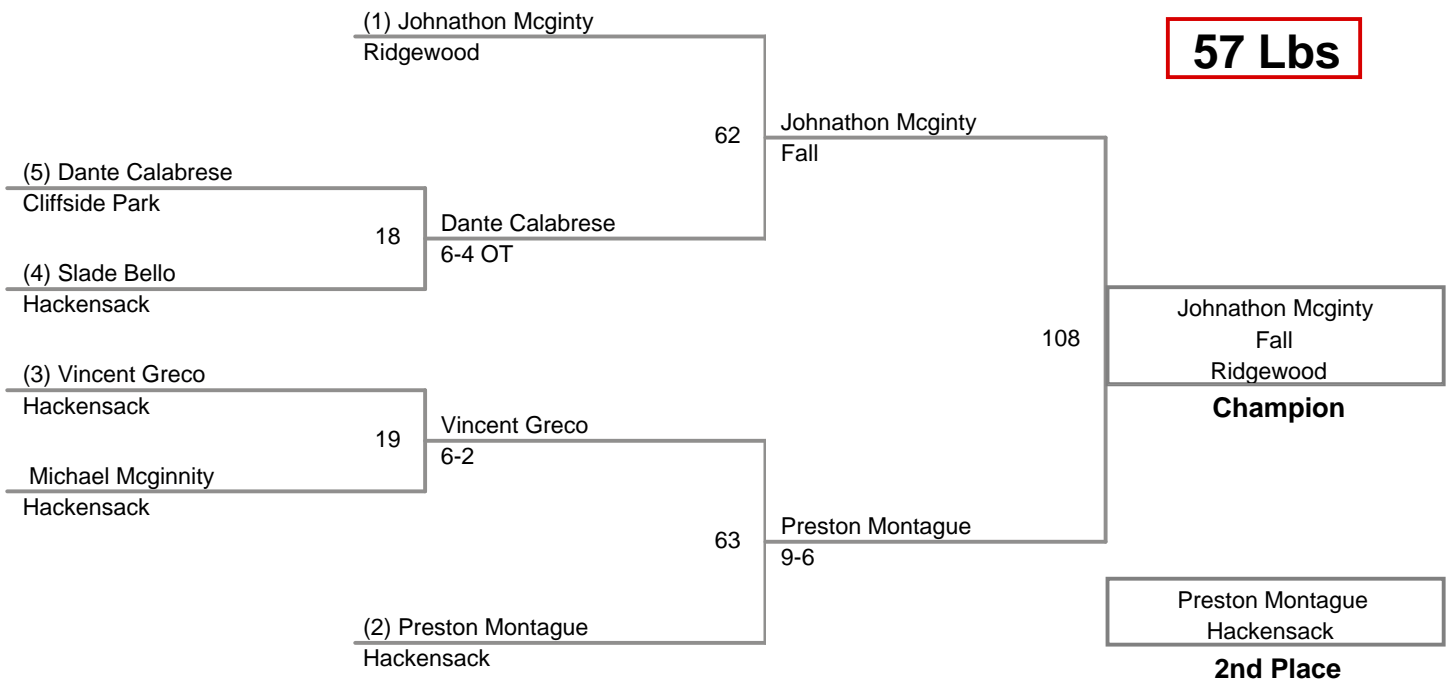 (1) Johnathon Mcginty
Ridgewood
57 Lbs
62
Johnathon Mcginty
Fall
(5) Dante Calabrese
Cliffside Park
18
Dante Calabrese
6-4 OT
(4) Slade Bello
Hackensack
108
Johnathon Mcginty
Fall
Ridgewood
Champion
(3) Vincent Greco
Hackensack
19
Vincent Greco
6-2
Michael Mcginnity
Hackensack
63
Preston Montague
9-6
(2) Preston Montague
Hackensack
Preston Montague
Hackensack
2nd Place